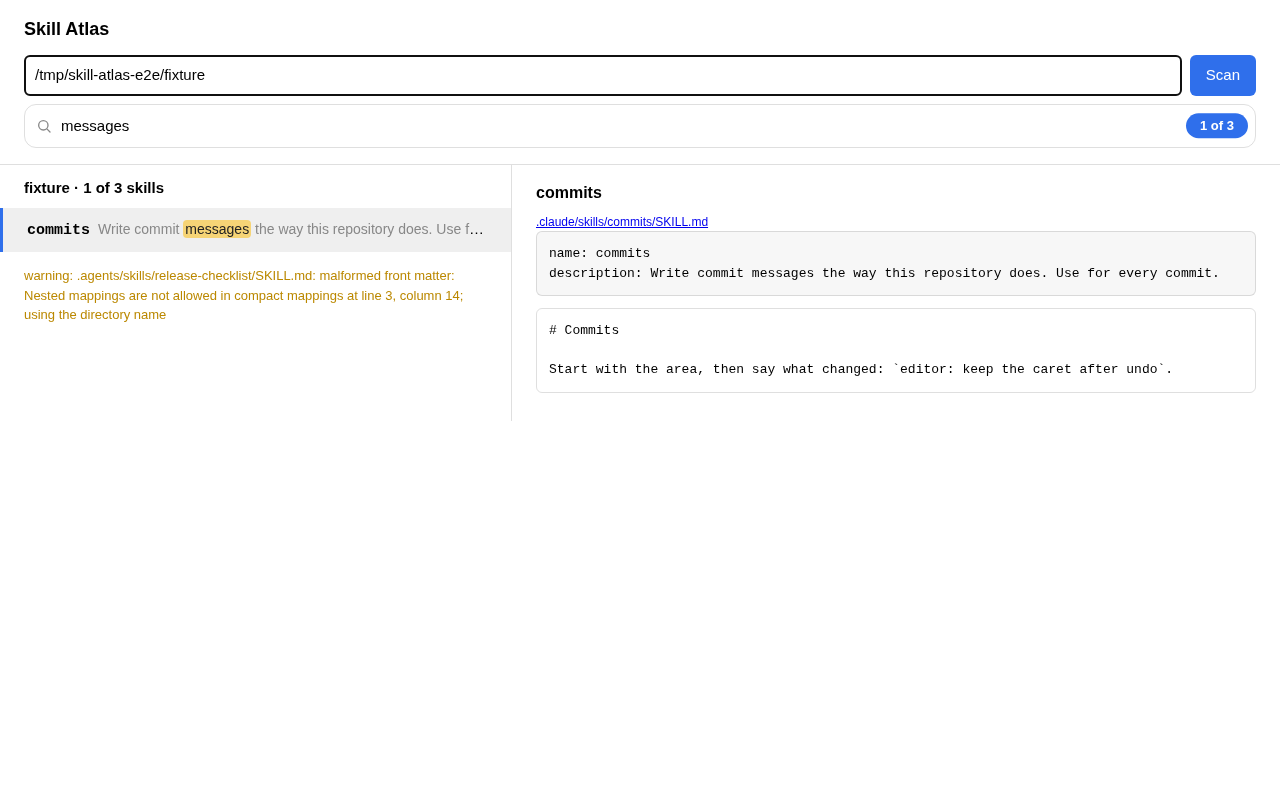 Skill Atlas
/tmp/skill-atlas-e2e/fixture
Scan
messages
1 of 3
fixture · 1 of 3 skills
commits Write commit messages the way this repository does. Use f…
warning: .agents/skills/release-checklist/SKILL.md: malformed front matter:
Nested mappings are not allowed in compact mappings at line 3, column 14;
using the directory name
commits
.claude/skills/commits/SKILL.md
name: commits
description: Write commit messages the way this repository does. Use for every commit.
# Commits
Start with the area, then say what changed: `editor: keep the caret after undo`.